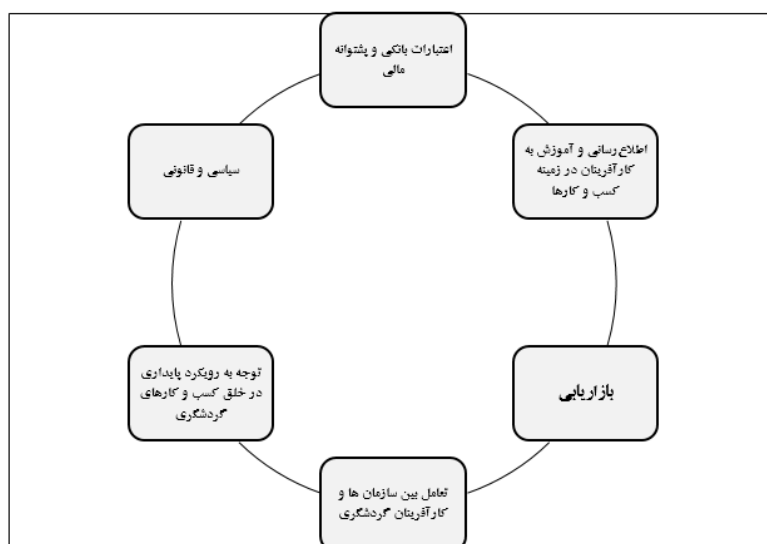 اعتبارات بانکی و پشتوانه
مالی
اطلاع‌رسانی و آموزش به
کارآفرینان در زمینه
کسب و کارها
بازاریابی
تعامل بین سازمان ها و
کارآفرینان گردشگری
توجه به رویکرد پایداری
در خلق کسب و کارهای
گردشگری
سیاسی و قانونی